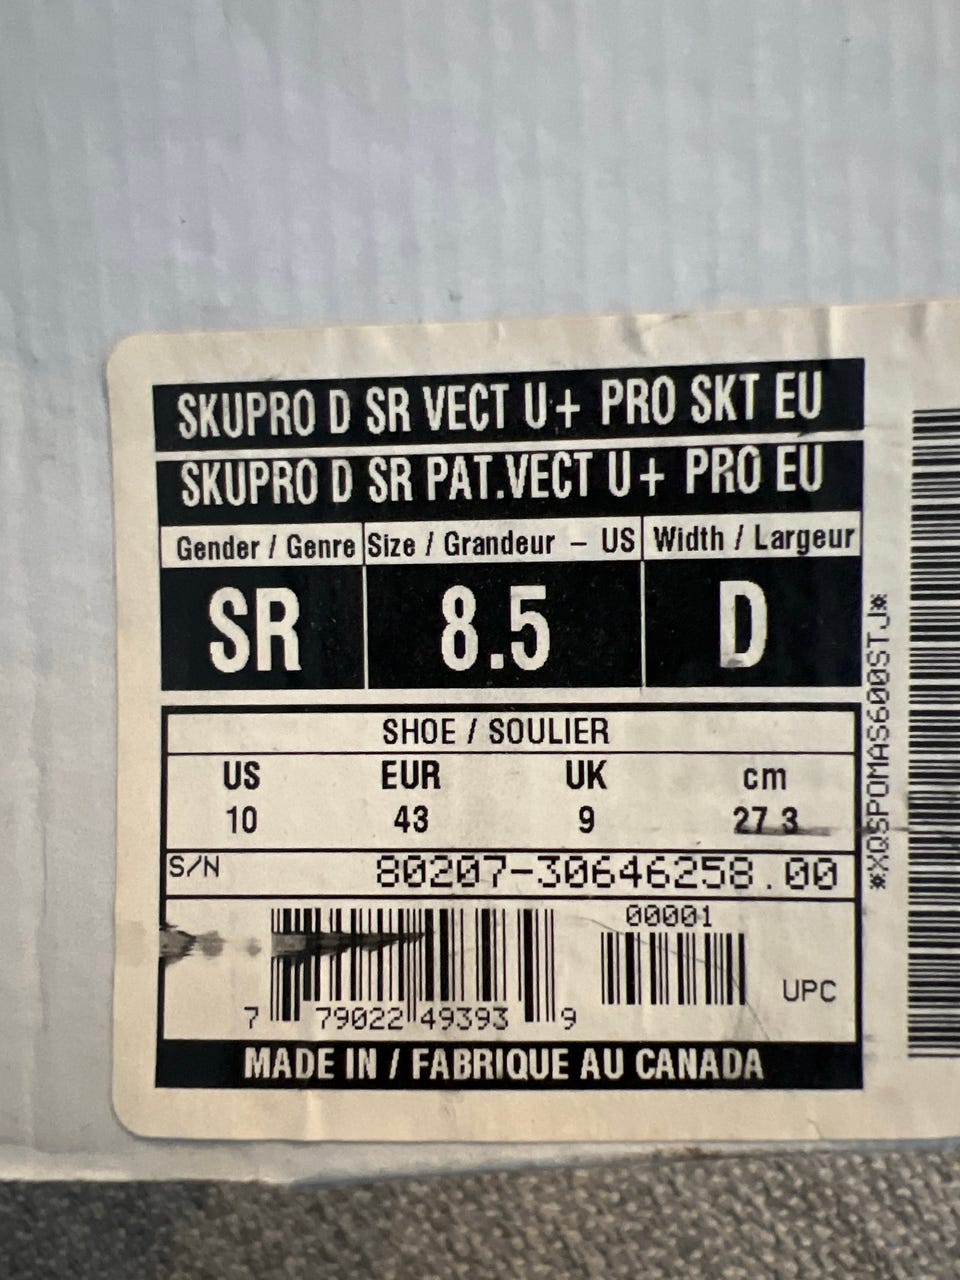 SKUPRO D SR VECT U+ PRO SKT EU
SKUPRO D SR PAT.VECT U+ PRO EU
Gender / Genre Size / Grandeur - US Width / Largeur
SR 8.5 D
SHOE / SOULIER
US EUR UK cm
10 43 9 27.3
S/N 80207-30646258.00
00001
7 79022 49393 9 UPC
MADE IN / FABRIQUE AU CANADA
*XQSPOMAS600STJ*